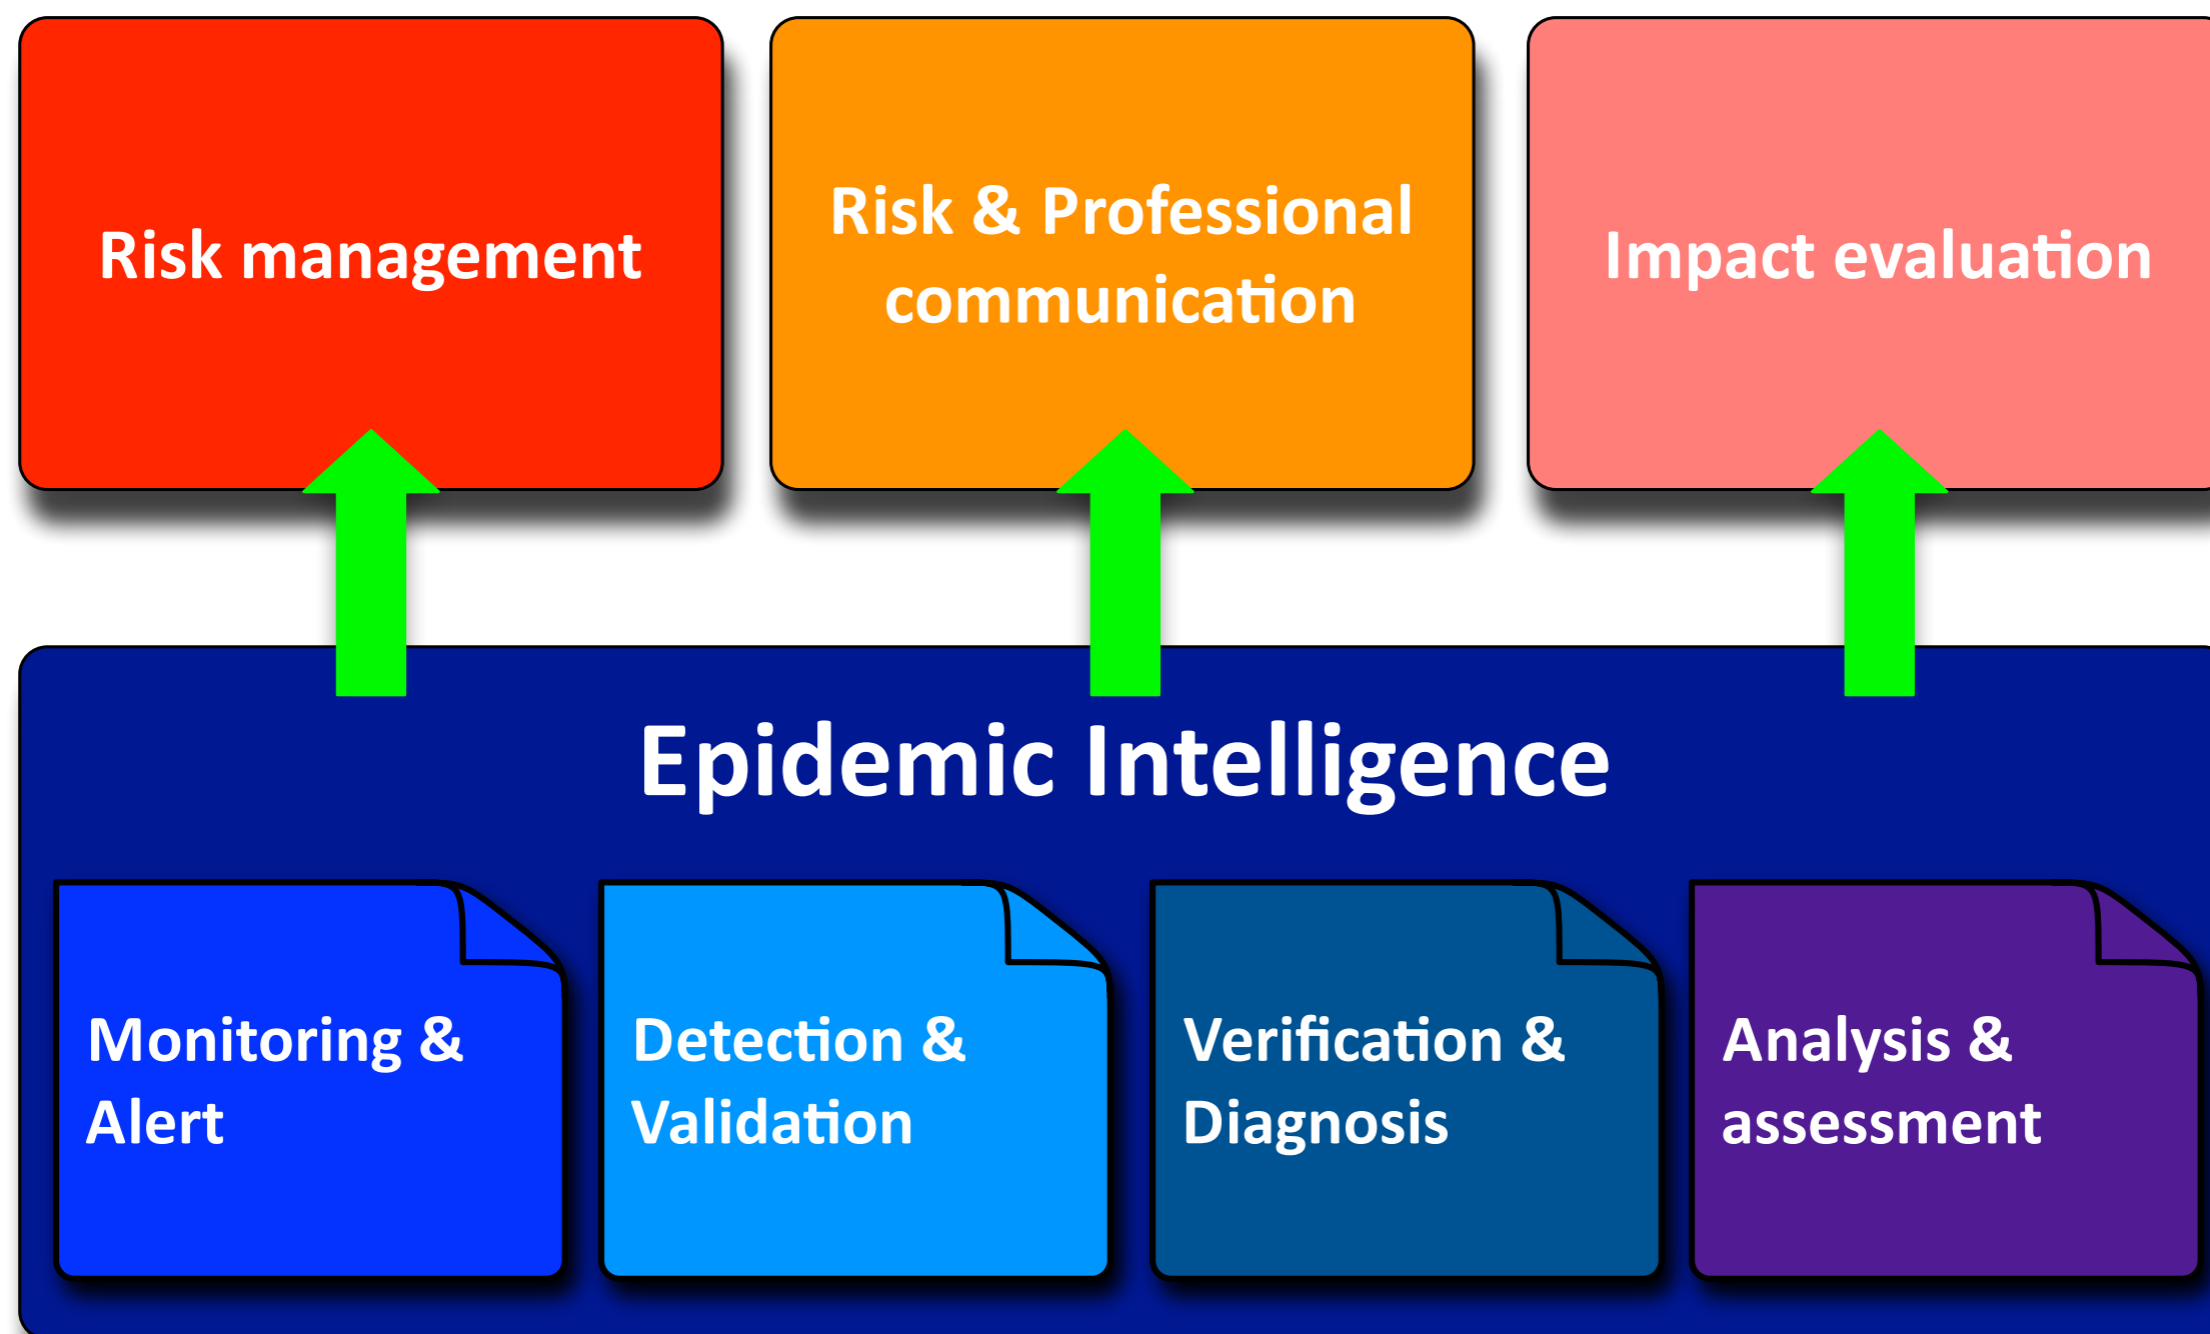 Risk management
Risk & Professional
communication
Impact evaluation
Epidemic Intelligence
Monitoring &
Alert
Detection &
Validation
Verification &
Diagnosis
Analysis &
assessment